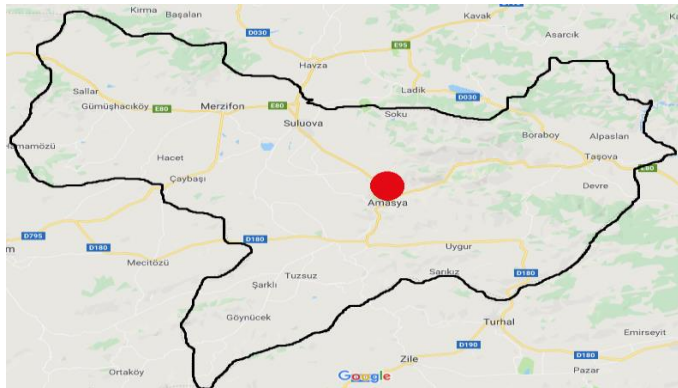 Kırma
Başalan
Kavak
D030
E95
Asarcık
Havza
Sallar
Gümüşhacıköy
E80
Merzifon
E80
Ladik
D030
Suluova
Soku
Boraboy
Alpaslan
Hamamözü
Hacet
Taşova
E80
Çaybaşı
Devre
Amasya
D795
D180
D180
Uygur
Mecitözü
Tuzsuz
Sarıkız
D180
Şarklı
Göynücek
Turhal
Emirseyit
D190
Zile
D180
Ortaköy
Google
Pazar